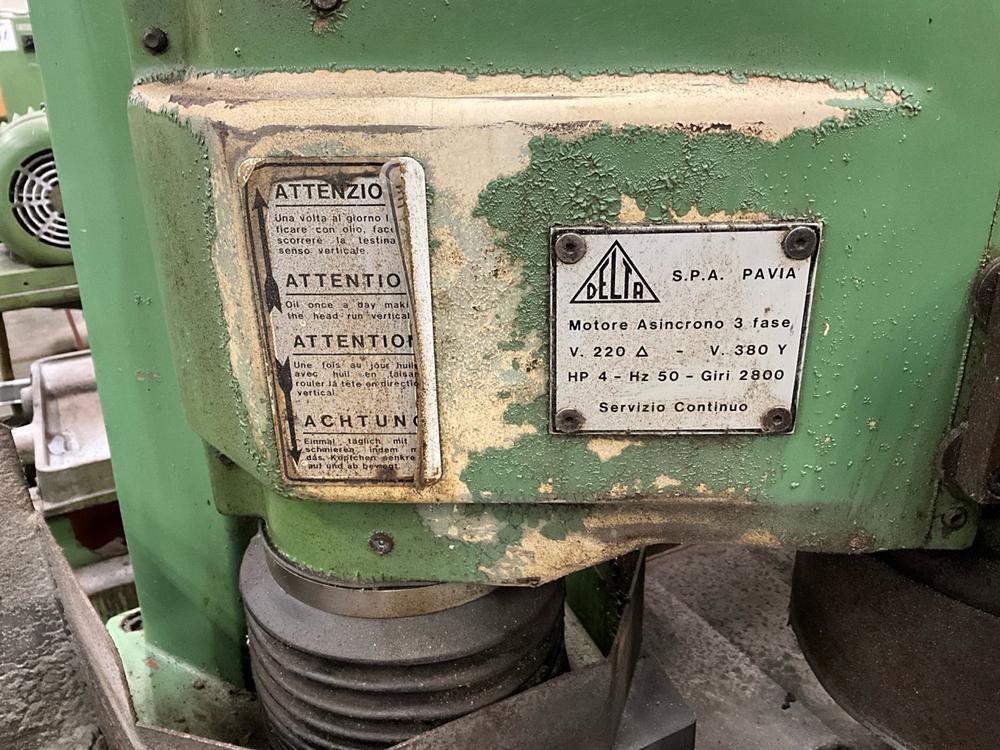 ATTENZIO
Una volta al giorno l
ficare con olio, face
scorrere la testina
senso verticale.
ATTENTIO
Oil once a day maki
the head run vertical
ATTENTION
Une fois au jour huile
avec huil en faisan
rouler la tête en directio
vertical
ACHTUNG
Einmal täglich mit
schmieren indem m
das, Köpfchen senkre
auf und ab bewegt.
DELTA
S.P.A. PAVIA
Motore Asincrono 3 fase
V. 220 Δ - V. 380 Y
HP 4 - Hz 50 - Giri 2800
Servizio Continuo